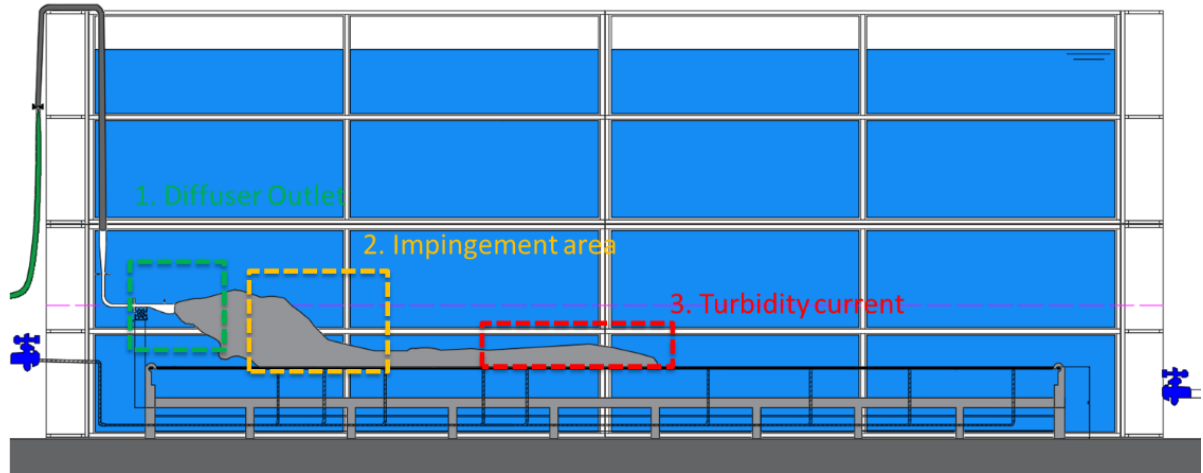 1. Diffuser Outlet
2. Impingement area
3. Turbidity current